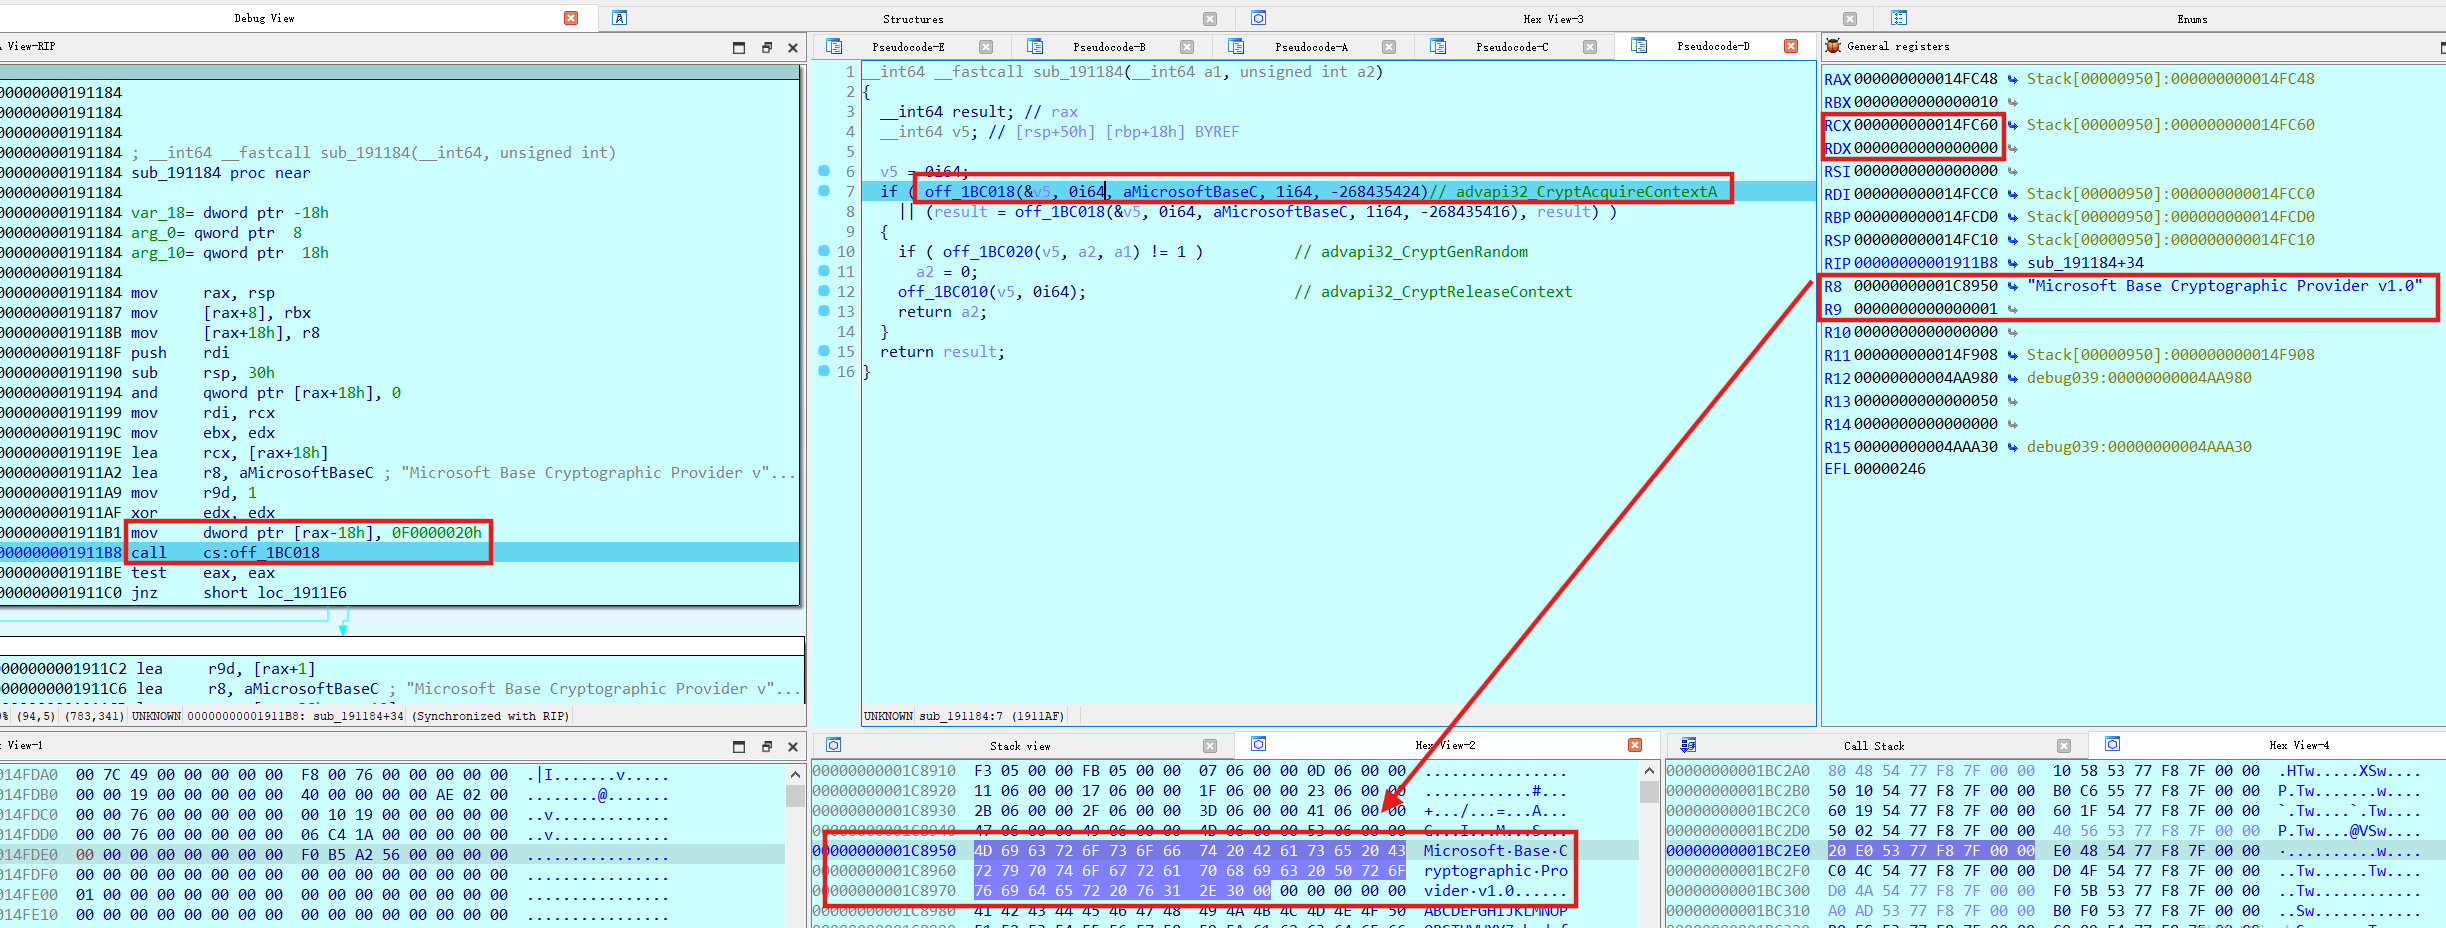 Debug View
Structures
Hex View-3
Enums
View-RIP
Pseudocode-E
Pseudocode-B
Pseudocode-A
Pseudocode-C
Pseudocode-D
General registers
00000000191184
00000000191184
00000000191184
00000000191184 ; __int64 __fastcall sub_191184(__int64, unsigned int)
00000000191184 sub_191184 proc near
00000000191184
00000000191184 var_18= dword ptr -18h
00000000191184 arg_0= qword ptr  8
00000000191184 arg_10= qword ptr  18h
00000000191184
00000000191184 mov     rax, rsp
00000000191187 mov     [rax+8], rbx
0000000019118B mov     [rax+18h], r8
0000000019118F push    rdi
00000000191190 sub     rsp, 30h
00000000191194 and     qword ptr [rax+18h], 0
00000000191199 mov     rdi, rcx
0000000019119C mov     ebx, edx
0000000019119E lea     rcx, [rax+18h]
000000001911A2 lea     r8, aMicrosoftBaseC ; "Microsoft Base Cryptographic Provider v"...
000000001911A9 mov     r9d, 1
000000001911AF xor     edx, edx
000000001911B1 mov     dword ptr [rax-18h], 0F0000020h
000000001911B8 call    cs:off_1BC018
000000001911BE test    eax, eax
000000001911C0 jnz     short loc_1911E6
000000001911C2 lea     r9d, [rax+1]
000000001911C6 lea     r8, aMicrosoftBaseC ; "Microsoft Base Cryptographic Provider v"...
(94,5) (783,341) UNKNOWN 00000000001911B8: sub_191184+34 (Synchronized with RIP)
1 __int64 __fastcall sub_191184(__int64 a1, unsigned int a2)
2 {
3   __int64 result; // rax
4   __int64 v5; // [rsp+50h] [rbp+18h] BYREF
5
6   v5 = 0i64;
7   if ( off_1BC018(&v5, 0i64, aMicrosoftBaseC, 1i64, -268435424)// advapi32_CryptAcquireContextA
8     || (result = off_1BC018(&v5, 0i64, aMicrosoftBaseC, 1i64, -268435416), result) )
9   {
10     if ( off_1BC020(v5, a2, a1) != 1 )          // advapi32_CryptGenRandom
11       a2 = 0;
12     off_1BC010(v5, 0i64);                       // advapi32_CryptReleaseContext
13     return a2;
14   }
15   return result;
16 }
UNKNOWN sub_191184:7 (1911AF)
RAX 000000000014FC48 Stack[00000950]:000000000014FC48
RBX 0000000000000010
RCX 000000000014FC60 Stack[00000950]:000000000014FC60
RDX 0000000000000000
RSI 0000000000000000
RDI 000000000014FCC0 Stack[00000950]:000000000014FCC0
RBP 000000000014FCD0 Stack[00000950]:000000000014FCD0
RSP 000000000014FC10 Stack[00000950]:000000000014FC10
RIP 00000000001911B8 sub_191184+34
R8 00000000001C8950 "Microsoft Base Cryptographic Provider v1.0"
R9 0000000000000001
R10 0000000000000000
R11 000000000014F908 Stack[00000950]:000000000014F908
R12 00000000004AA980 debug039:00000000004AA980
R13 0000000000000050
R14 0000000000000000
R15 00000000004AAA30 debug039:00000000004AAA30
EFL 00000246
View-1
014FDA0  00 7C 49 00 00 00 00 00  F8 00 76 00 00 00 00 00  .|I.......v.....
014FDB0  00 00 19 00 00 00 00 00  40 00 00 00 00 AE 02 00  ........@.......
014FDC0  00 00 76 00 00 00 00 00  00 10 19 00 00 00 00 00  ..v.............
014FDD0  00 00 76 00 00 00 00 00  06 C4 1A 00 00 00 00 00  ..v.............
014FDE0  00 00 00 00 00 00 00 00  F0 B5 A2 56 00 00 00 00  ................
014FDF0  00 00 00 00 00 00 00 00  00 00 00 00 00 00 00 00  ................
014FE00  01 00 00 00 00 00 00 00  00 00 00 00 00 00 00 00  ................
014FE10  00 00 00 00 00 00 00 00  00 00 00 00 00 00 00 00  ................
Stack view
Hex View-2
00000000001C8910  F3 05 00 00 FB 05 00 00  07 06 00 00 0D 06 00 00  ................
00000000001C8920  11 06 00 00 17 06 00 00  1F 06 00 00 23 06 00 00  ............#...
00000000001C8930  2B 06 00 00 2F 06 00 00  3D 06 00 00 41 06 00 00  +.../...=...A...
00000000001C8940  47 06 00 00 49 06 00 00  4D 06 00 00 53 06 00 00  G...I...M...S...
00000000001C8950  4D 69 63 72 6F 73 6F 66  74 20 42 61 73 65 20 43  Microsoft·Base·C
00000000001C8960  72 79 70 74 6F 67 72 61  70 68 69 63 20 50 72 6F  ryptographic·Pro
00000000001C8970  76 69 64 65 72 20 76 31  2E 30 00 00 00 00 00 00  vider·v1.0......
00000000001C8980  41 42 43 44 45 46 47 48  49 4A 4B 4C 4D 4E 4F 50  ABCDEFGHIJKLMNOP
Call Stack
Hex View-4
00000000001BC2A0  80 48 54 77 F8 7F 00 00  10 58 53 77 F8 7F 00 00  .HTw.....XSw....
00000000001BC2B0  50 10 54 77 F8 7F 00 00  B0 C6 55 77 F8 7F 00 00  P.Tw.......w....
00000000001BC2C0  60 19 54 77 F8 7F 00 00  60 1F 54 77 F8 7F 00 00  `.Tw....`.Tw....
00000000001BC2D0  50 02 54 77 F8 7F 00 00  40 56 53 77 F8 7F 00 00  P.Tw....@VSw....
00000000001BC2E0  20 E0 53 77 F8 7F 00 00  E0 48 54 77 F8 7F 00 00  ·..........w....
00000000001BC2F0  C0 4C 54 77 F8 7F 00 00  D0 4F 54 77 F8 7F 00 00  ..Tw......Tw....
00000000001BC300  D0 4A 54 77 F8 7F 00 00  F0 5B 53 77 F8 7F 00 00  ..Tw............
00000000001BC310  A0 AD 53 77 F8 7F 00 00  B0 F0 53 77 F8 7F 00 00  ..Sw............